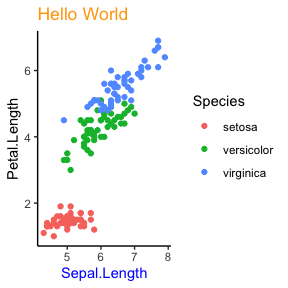 Hello World
Petal.Length
6
4
2
5
6
7
8
Sepal.Length
Species
setosa
versicolor
virginica